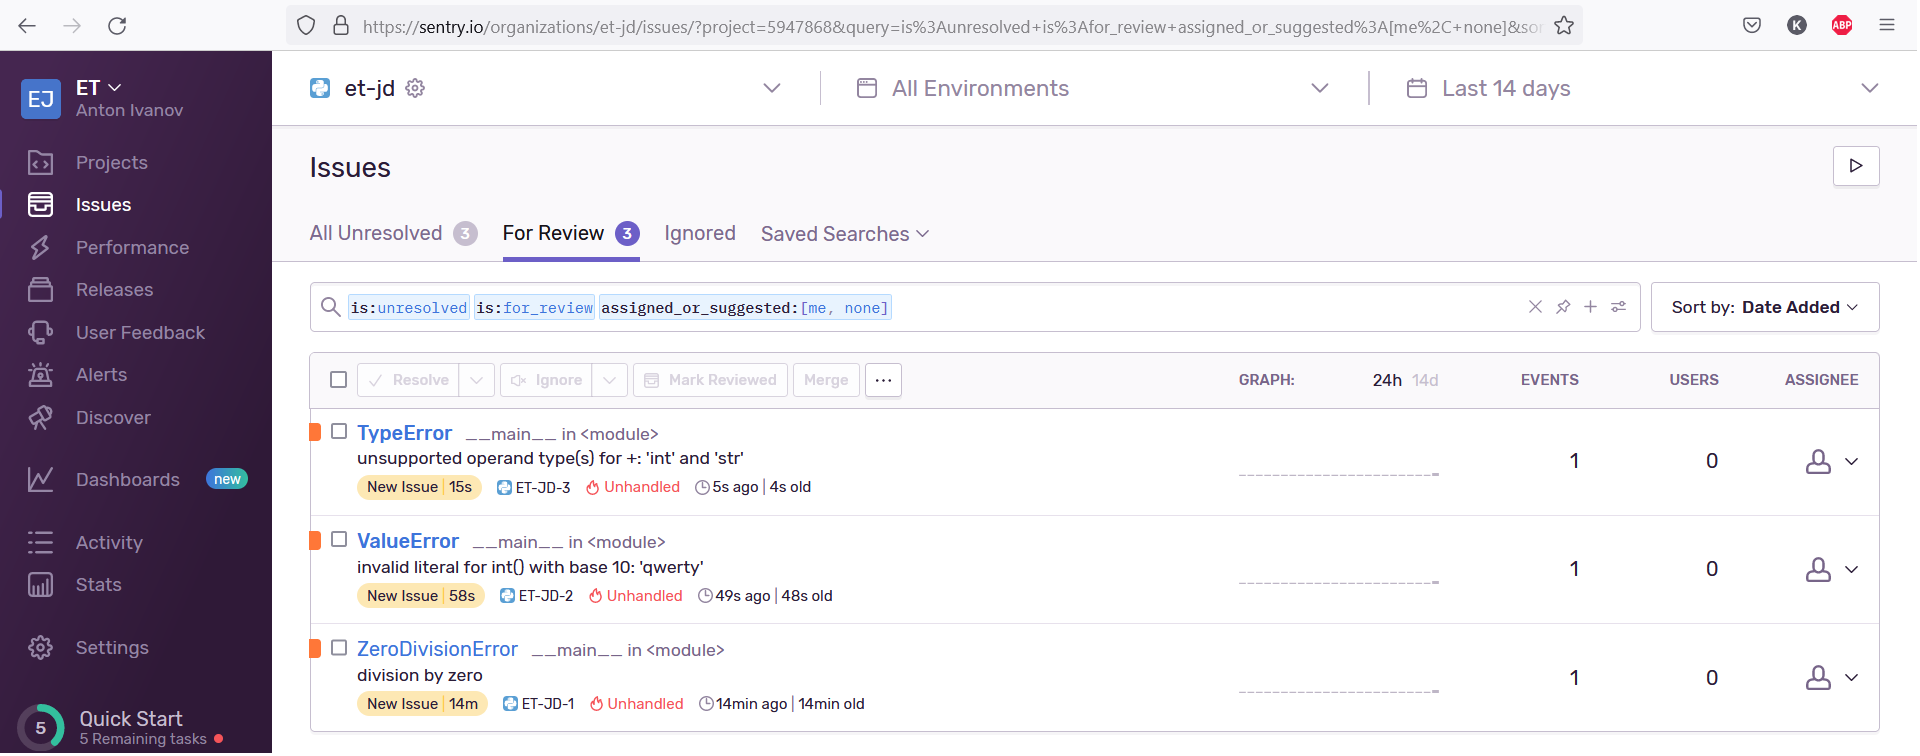 https://sentry.io/organizations/et-jd/issues/?project=5947868&query=is%3Aunresolved+is%3Afor_review+assigned_or_suggested%3A[me%2C+none]&sor
K
ABP
EJ
ET
Anton Ivanov
Projects
Issues
Performance
Releases
User Feedback
Alerts
Discover
Dashboards new
Activity
Stats
Settings
5
Quick Start
5 Remaining tasks
et-jd
All Environments
Last 14 days
Issues
All Unresolved 3 For Review 3 Ignored Saved Searches
is:unresolved is:for_review assigned_or_suggested:[me, none]
Sort by: Date Added
Resolve Ignore Mark Reviewed Merge ... GRAPH: 24h 14d EVENTS USERS ASSIGNEE
TypeError __main__ in <module>
unsupported operand type(s) for +: 'int' and 'str'
New Issue | 15s ET-JD-3 Unhandled 5s ago | 4s old
1 0
ValueError __main__ in <module>
invalid literal for int() with base 10: 'qwerty'
New Issue | 58s ET-JD-2 Unhandled 49s ago | 48s old
1 0
ZeroDivisionError __main__ in <module>
division by zero
New Issue | 14m ET-JD-1 Unhandled 14min ago | 14min old
1 0